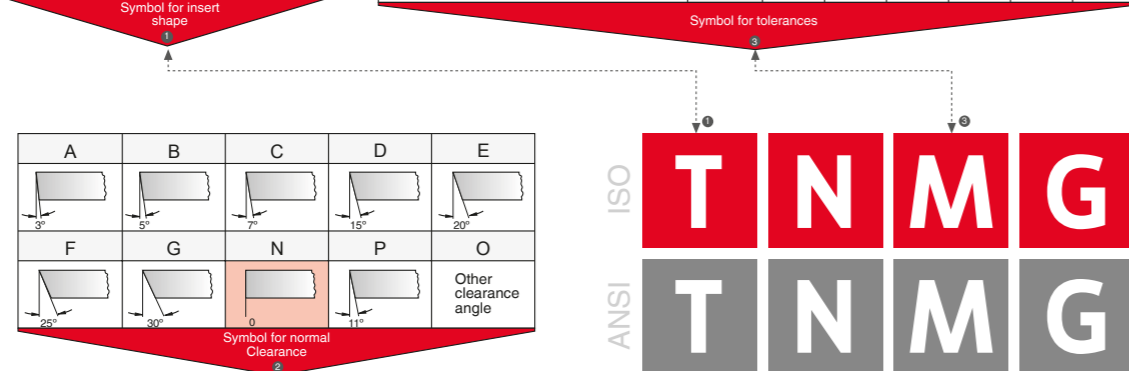 Symbol for insert
shape
1
Symbol for tolerances
3
1
3
A B C D E
3° 5° 7° 15° 20°
F G N P O
Other
clearance
angle
25° 30° 0 11°
Symbol for normal
Clearance
2
ISO
T N M G
ANSI
T N M G